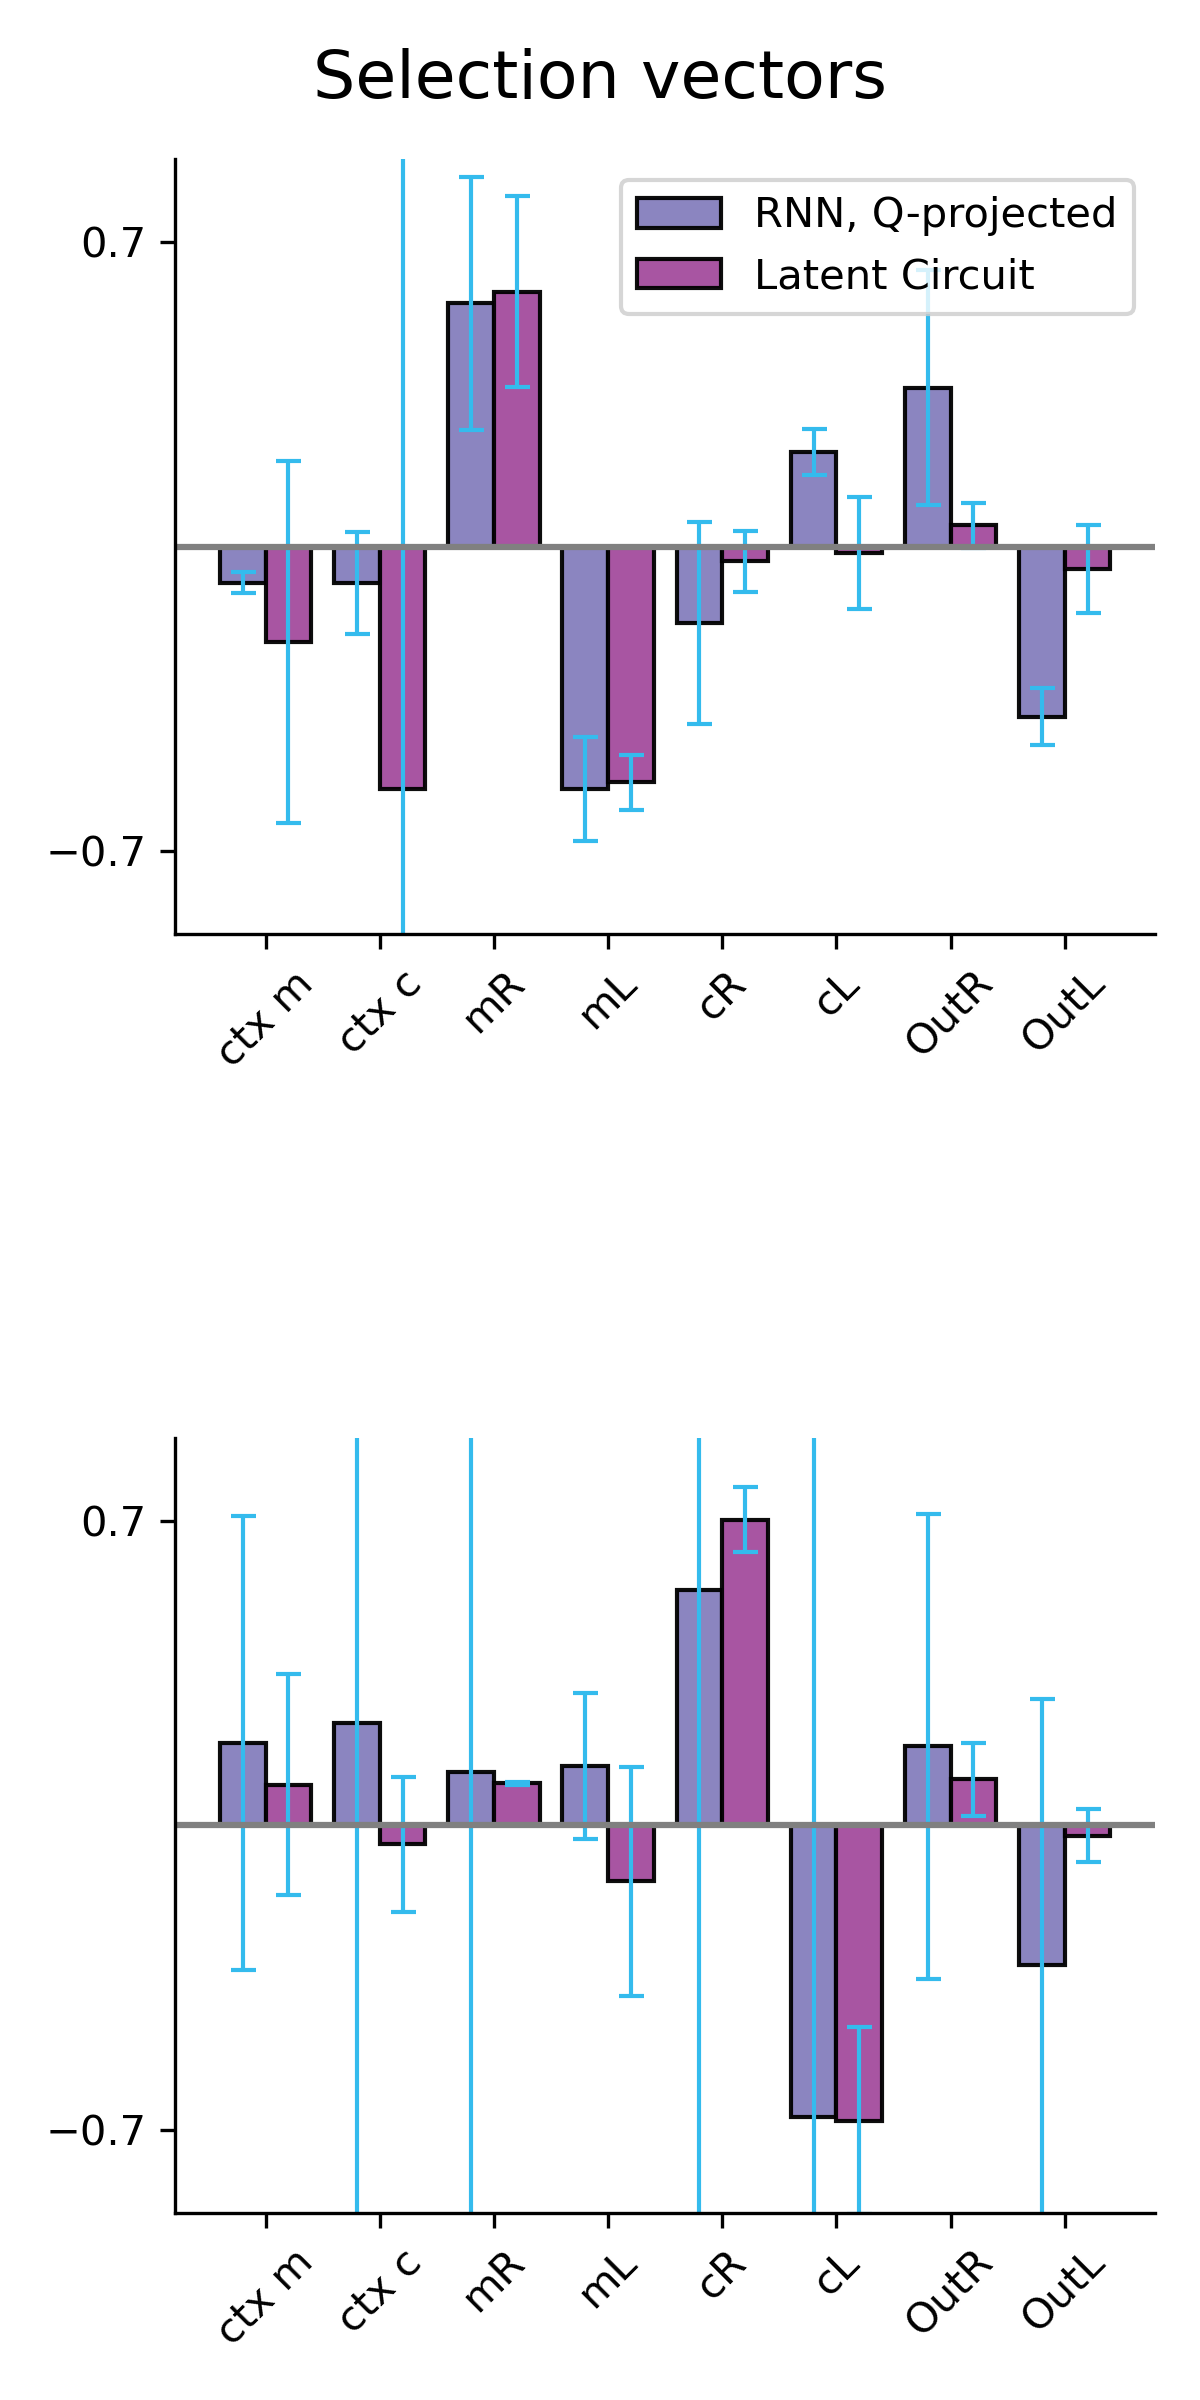 Selection vectors
0.7
−0.7
RNN, Q-projected
Latent Circuit
ctx m
ctx c
mR
mL
cR
cL
OutR
OutL
0.7
−0.7
ctx m
ctx c
mR
mL
cR
cL
OutR
OutL